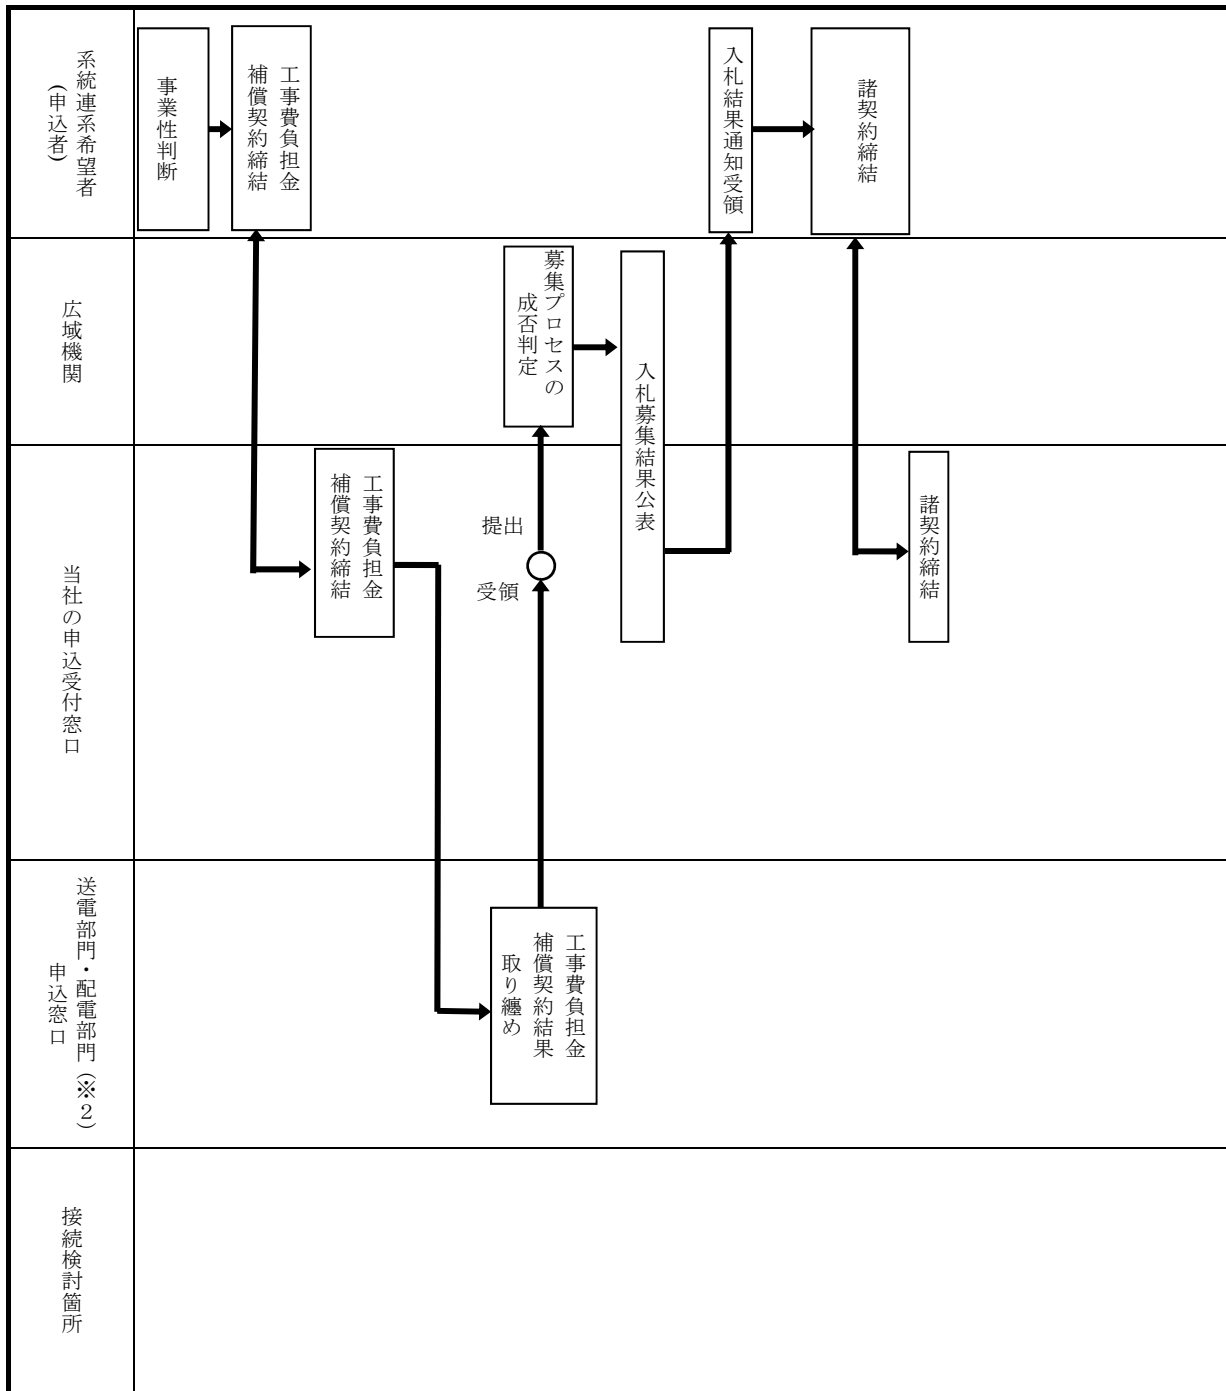 系統連系希望者
(申込者)
事業性判断
工事費負担金
補償契約締結
入札結果通知受領
諸契約締結
広域機関
募集プロセスの
成否判定
入札募集結果公表
当社の申込受付窓口
工事費負担金
補償契約締結
提出
受領
諸契約締結
送電部門・配電部門(※2)
申込窓口
工事費負担金
補償契約結果
取り纏め
接続検討箇所